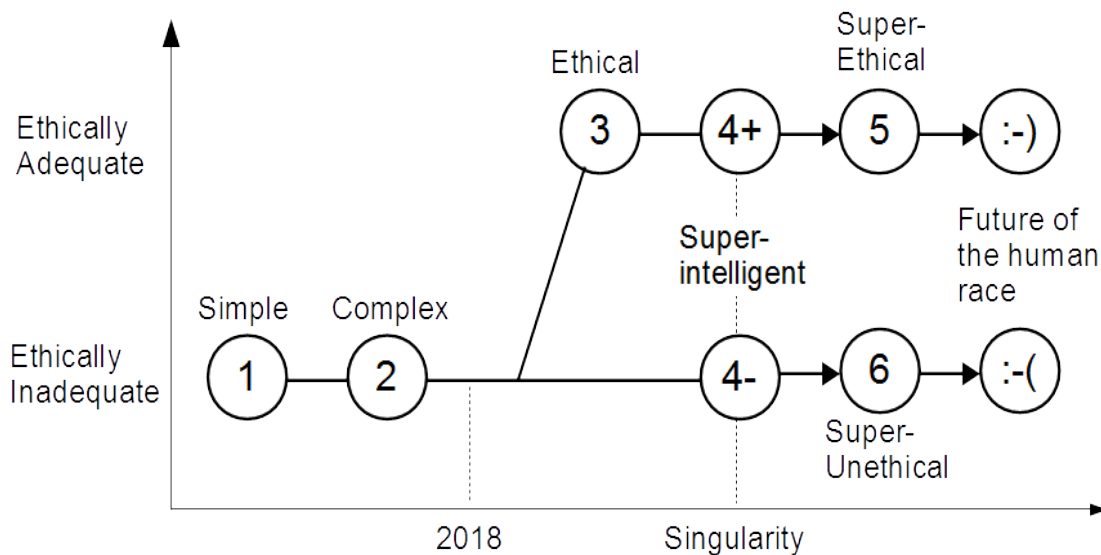 Super-
Ethical
Ethical
Ethically
Adequate
3
4+
5
:-)
Super-
intelligent
Future of
the human
race
Simple
Complex
Ethically
Inadequate
1
2
4-
6
:-(
Super-
Unethical
2018
Singularity